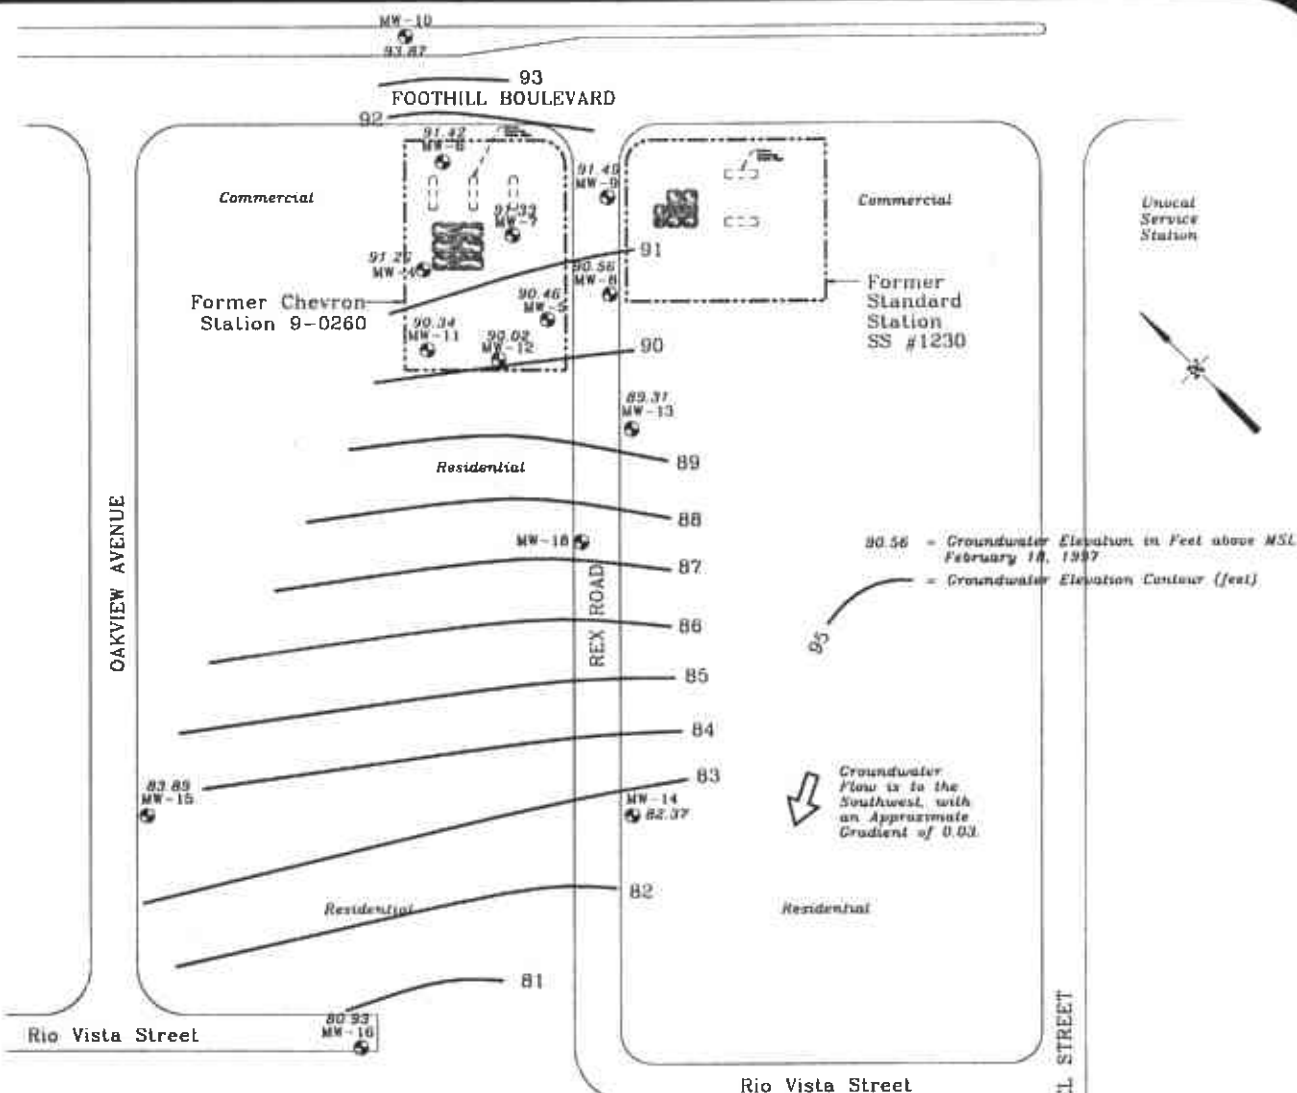 MW-10
93.87
93
FOOTHILL BOULEVARD
92
91.42
MW-6
91.49
MW-9
Commercial
Commercial
Unocal
Service
Station
91.33
MW-7
91
MW-4
90.56
MW-8
Former Chevron
Station 9-0260
90.46
MW-5
Former
Standard
Station
SS #1230
90.34
MW-11
90.02
MW-12
90
89.31
MW-13
89
Residential
88
OAKVIEW AVENUE
MW-18
90.56 = Groundwater Elevation in Feet above MSL
February 18, 1997
87
= Groundwater Elevation Contour (feet)
REX ROAD
95
86
85
84
83
83.89
MW-15
MW-14
82.37
Groundwater
Flow is to the
Southwest, with
an Approximate
Gradient of 0.03.
82
Residential
Residential
81
80.93
MW-16
Rio Vista Street
STREET
Rio Vista Street